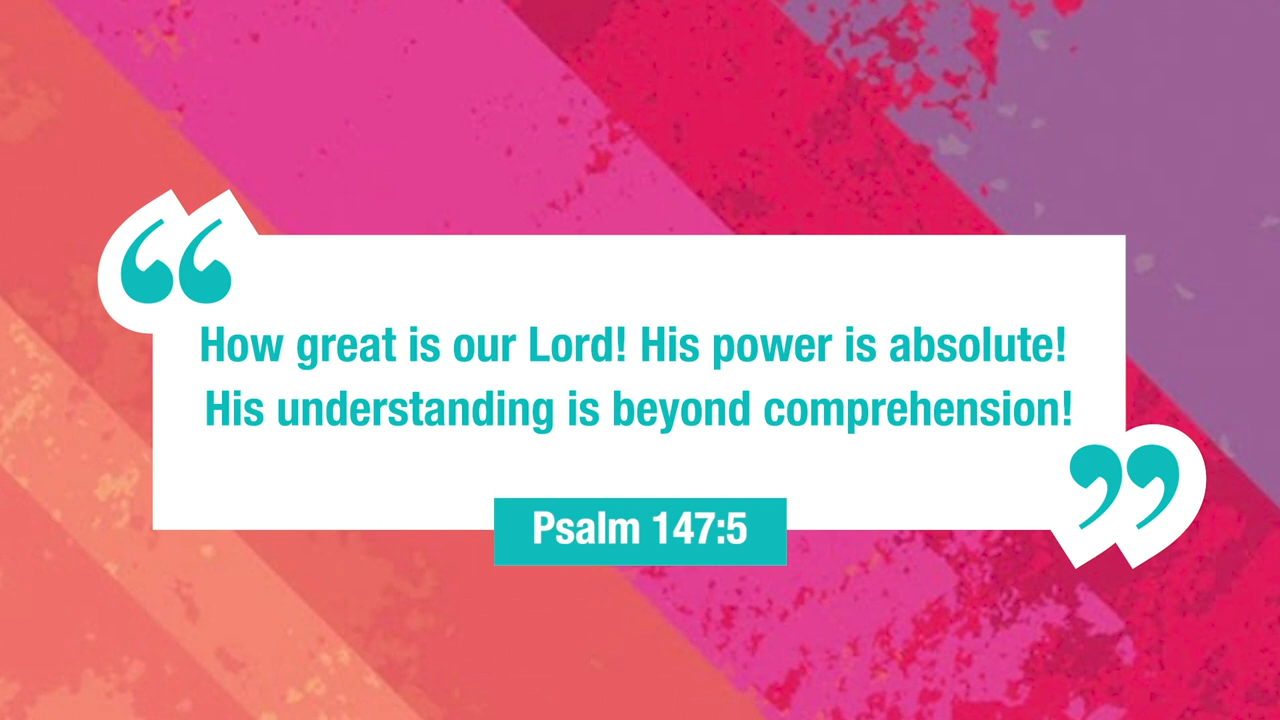 “
How great is our Lord! His power is absolute!
His understanding is beyond comprehension!
”
Psalm 147:5